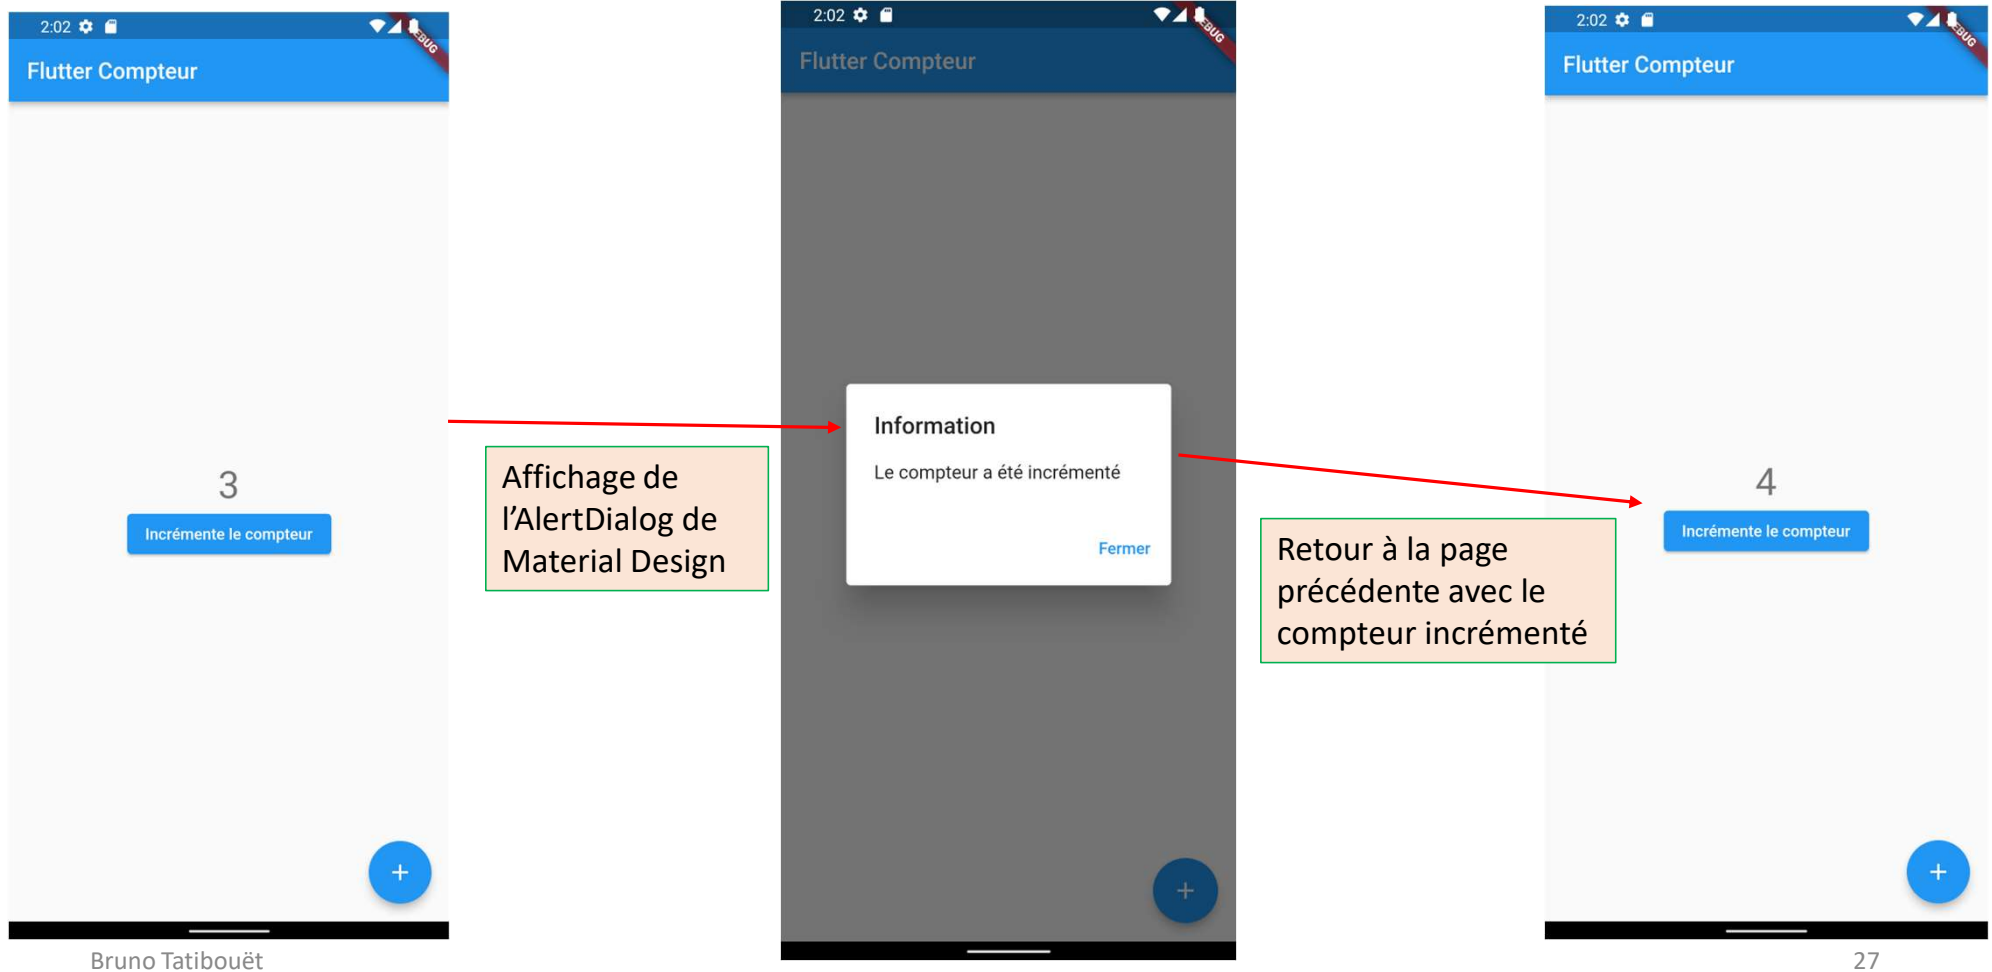 2:02
Flutter Compteur
3
Incrémente le compteur
+
Affichage de
l'AlertDialog de
Material Design
2:02
DEBUG
Flutter Compteur
Information
Le compteur a été incrémenté
Fermer
+
Retour à la page
précédente avec le
compteur incrémenté
2:02
Flutter Compteur
4
Incrémente le compteur
+
Bruno Tatibouët
27